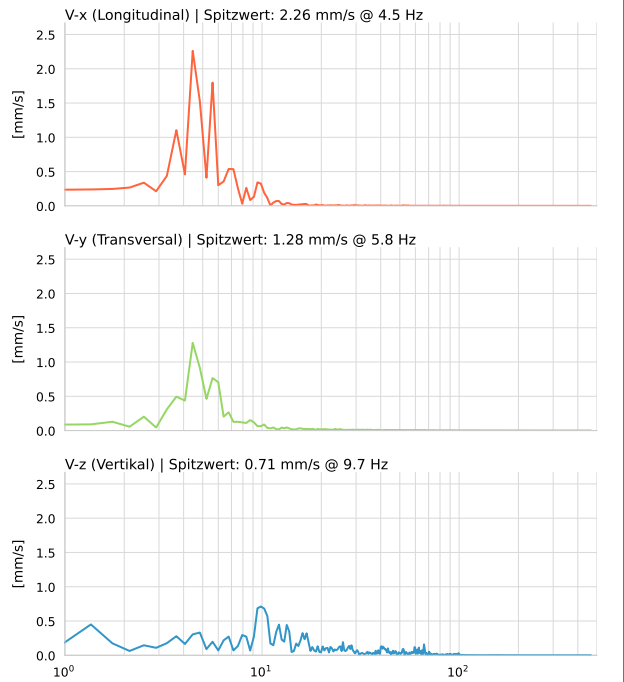 V-x (Longitudinal) | Spitzwert: 2.26 mm/s @ 4.5 Hz
2.5
2.0
1.5
1.0
0.5
0.0
[mm/s]
V-y (Transversal) | Spitzwert: 1.28 mm/s @ 5.8 Hz
2.5
2.0
1.5
1.0
0.5
0.0
[mm/s]
V-z (Vertikal) | Spitzwert: 0.71 mm/s @ 9.7 Hz
2.5
2.0
1.5
1.0
0.5
0.0
[mm/s]
10⁰ 10¹ 10²